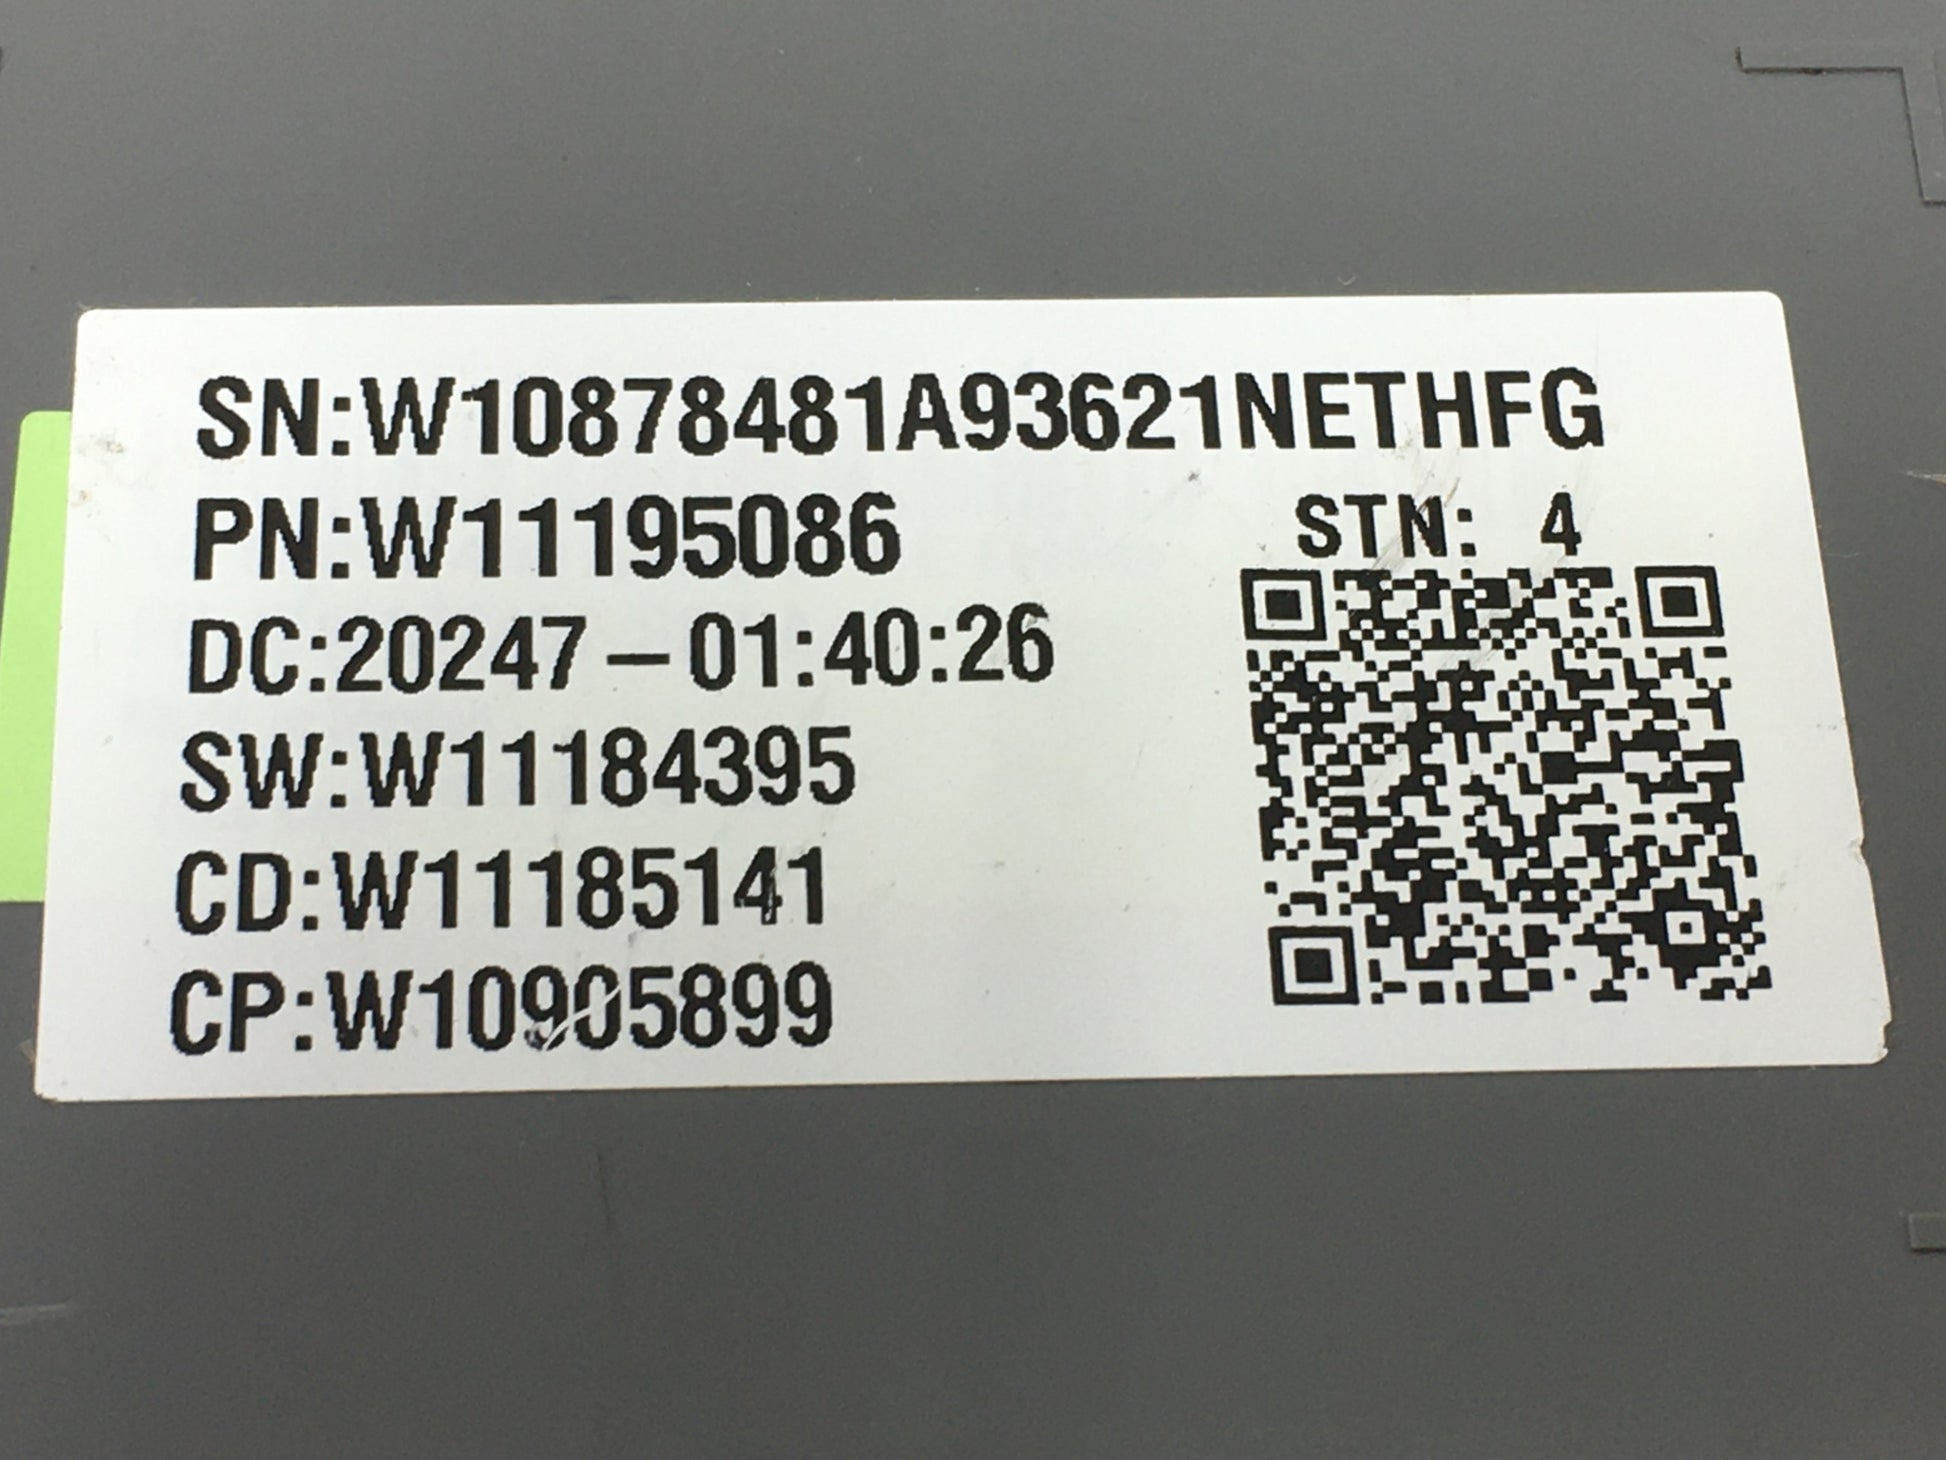 SN:W10878481A93621NETHFG
PN:W11195086
STN: 4
DC:20247-01:40:26
SW:W11184395
CD:W11185141
CP:W10905899